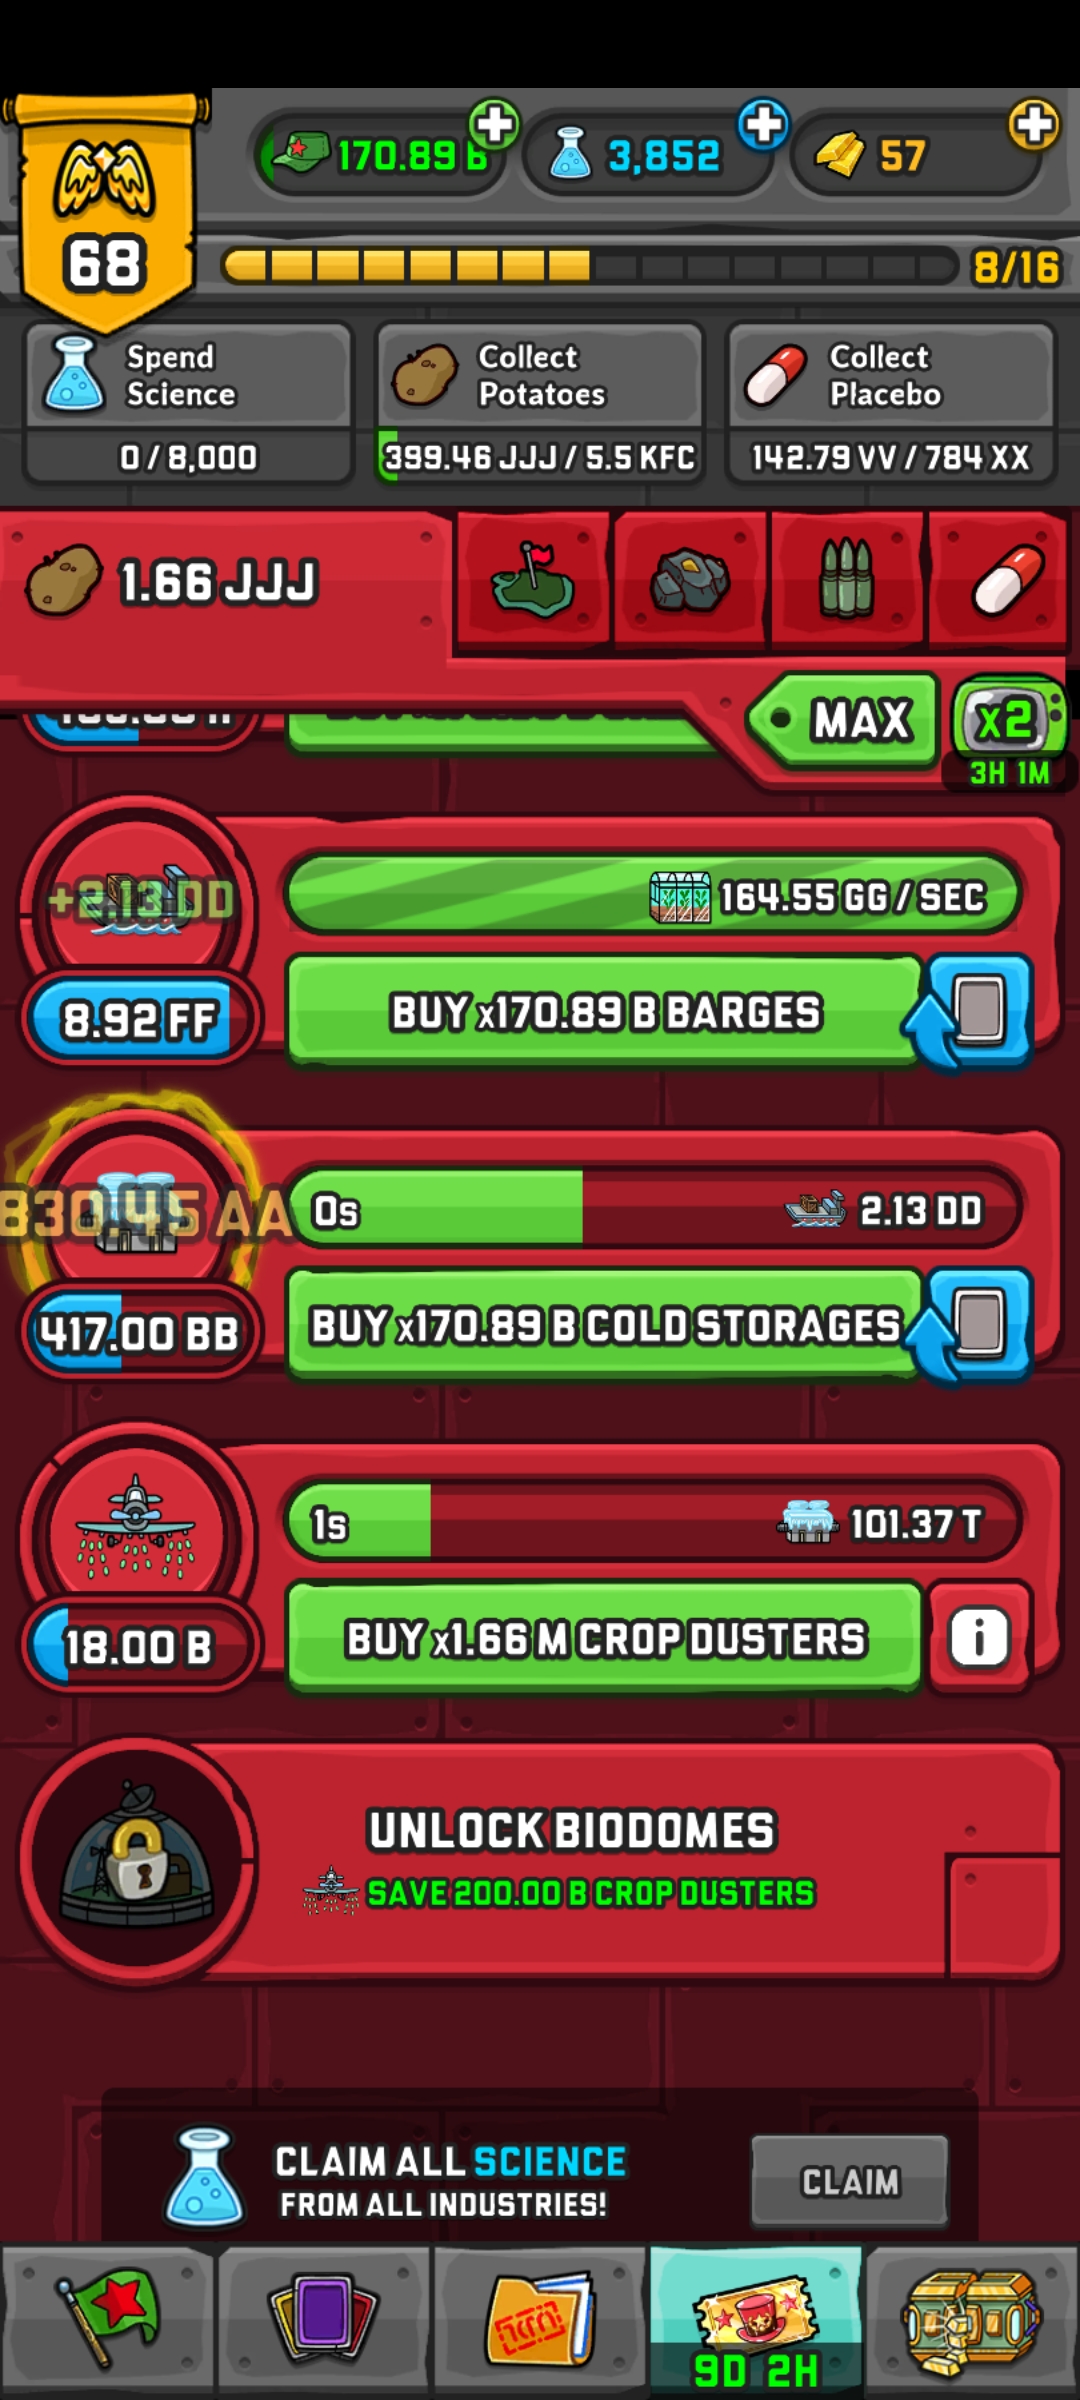 170.89 B
3,852
57
68
8/16
Spend
Science
0 / 8,000
Collect
Potatoes
399.46 JJJ / 5.5 KFC
Collect
Placebo
142.79 VV / 784 XX
1.66 JJJ
MAX
x2
3H 1M
+2.13 DD
164.55 GG / SEC
8.92 FF
BUY x170.89 B BARGES
830.45 AA
0s
2.13 DD
417.00 BB
BUY x170.89 B COLD STORAGES
1s
101.37 T
18.00 B
BUY x1.66 M CROP DUSTERS
i
UNLOCK BIODOMES
SAVE 200.00 B CROP DUSTERS
CLAIM ALL SCIENCE
FROM ALL INDUSTRIES!
CLAIM
9D 2H